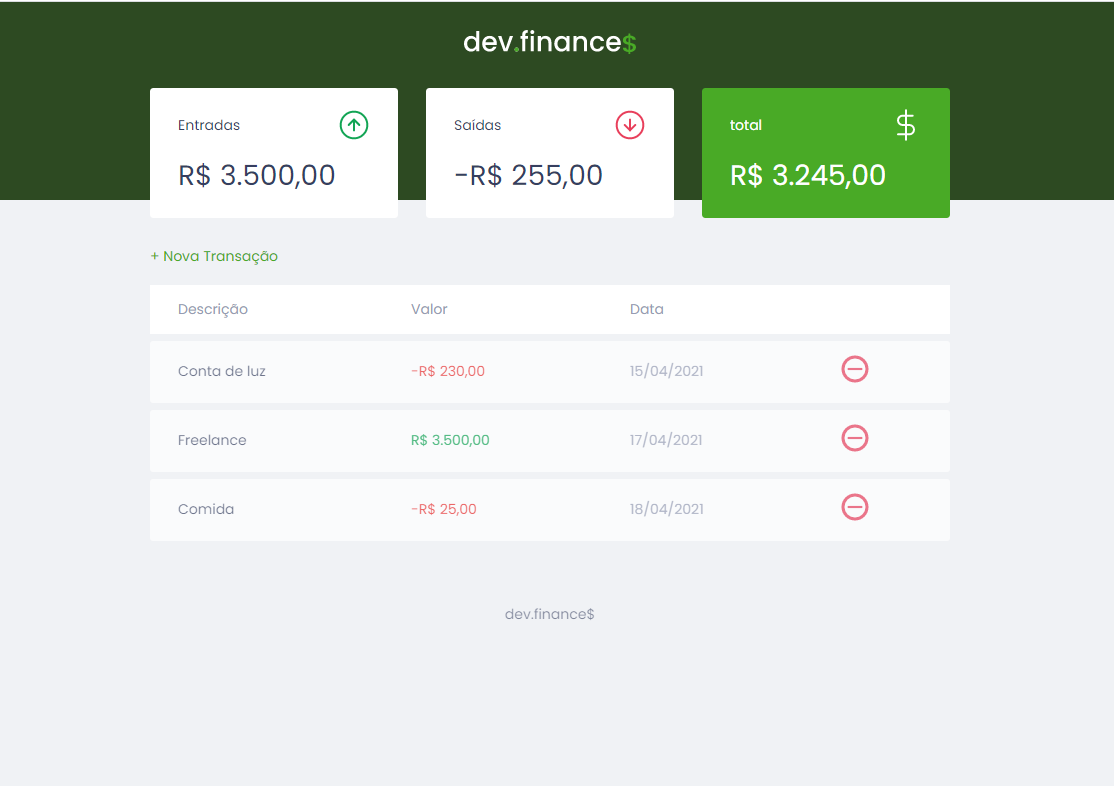 dev.finance$
Entradas
R$ 3.500,00
Saídas
-R$ 255,00
total
$
R$ 3.245,00
+ Nova Transação
Descrição Valor Data
Conta de luz -R$ 230,00 15/04/2021
Freelance R$ 3.500,00 17/04/2021
Comida -R$ 25,00 18/04/2021
dev.finance$